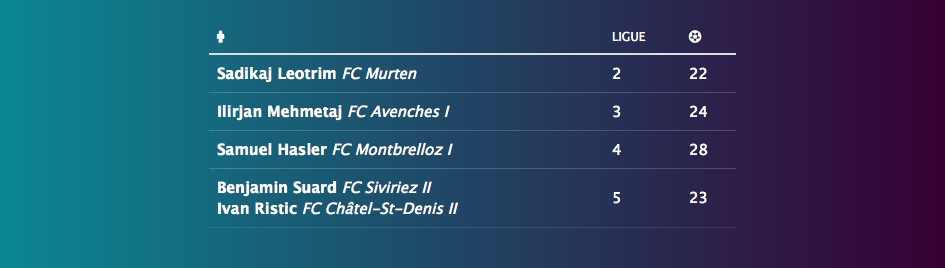 LIGUE
Sadikaj Leotrim FC Murten 2 22
Ilirjan Mehmetaj FC Avenches I 3 24
Samuel Hasler FC Montbrelloz I 4 28
Benjamin Suard FC Siviriez II
Ivan Ristic FC Châtel-St-Denis II
5 23